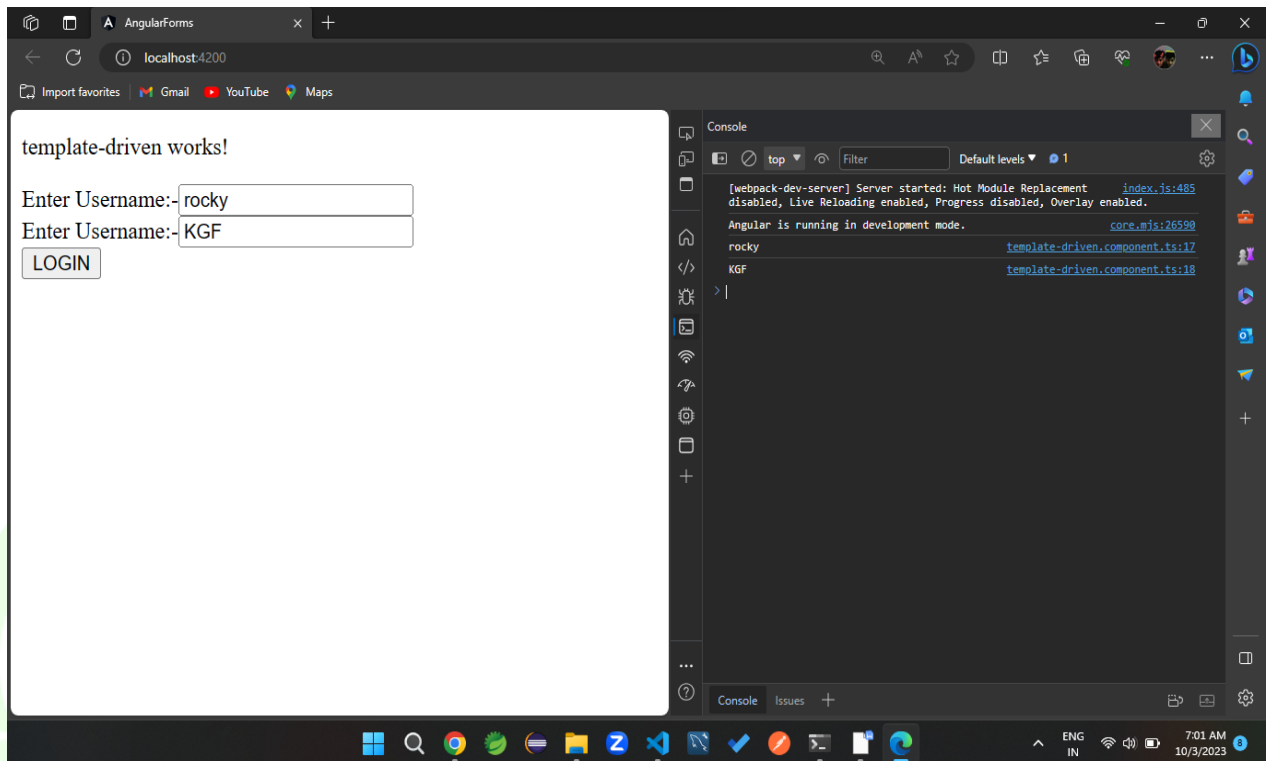 AngularForms
localhost:4200
Import favorites
Gmail
YouTube
Maps
template-driven works!
Enter Username:- rocky
Enter Username:- KGF
LOGIN
Console
top
Filter
Default levels
1
[webpack-dev-server] Server started: Hot Module Replacement index.js:485
disabled, Live Reloading enabled, Progress disabled, Overlay enabled.
Angular is running in development mode. core.mjs:26590
rocky template-driven.component.ts:17
KGF template-driven.component.ts:18
>
Console
Issues
ENG
IN
7:01 AM
10/3/2023
8